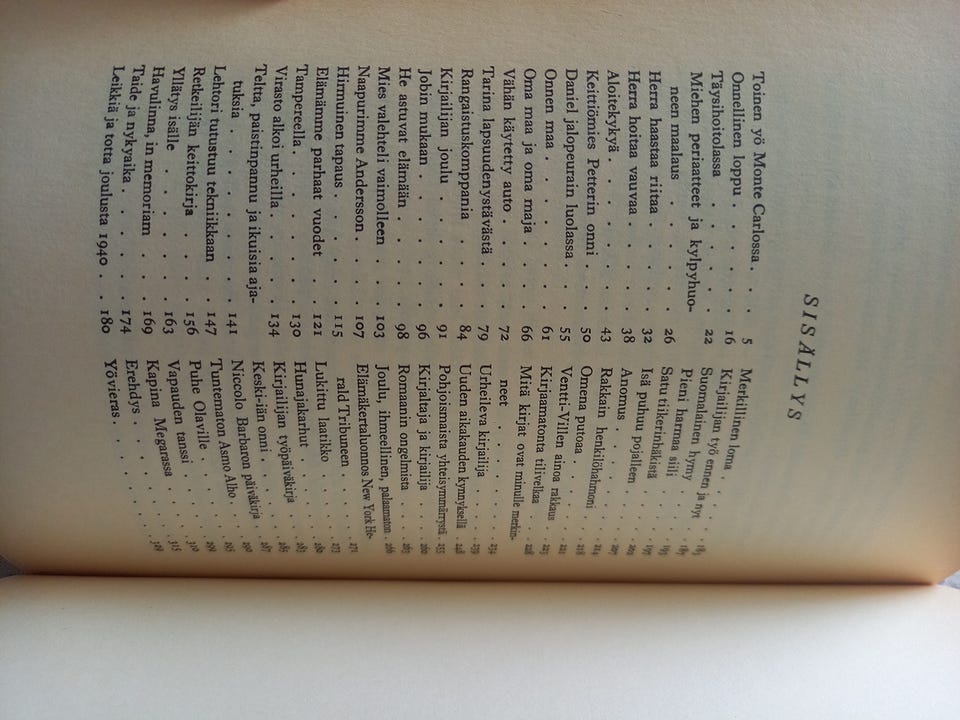 SISÄLLYS
Toinen yö Monte Carlossa . . 5
Onnellinen loppu . . . . . 16
Täysihoitolassa . . . . . 22
Miehen periaatteet ja kylpyhuo-
neen maalaus . . . . . 26
Herra haastaa riitaa . . . . 32
Herra hoitaa vauvaa . . . . 38
Aloitekykyä . . . . . . 43
Keittiömies Petterin onni . . . 50
Daniel jalopeurain luolassa . . . 55
Onnen maa . . . . . . 61
Oma maa ja oma maja . . . . 66
Vähän käytetty auto . . . . . 72
Tarina lapsuudenystävästä . . . 79
Rangaistuskomppania . . . . 84
Kirjailijan joulu . . . . . 91
Jobin mukaan . . . . . . 96
He astuvat elämään . . . . . 98
Mies valehteli vaimolleen . . . 103
Naapurimme Andersson . . . . 107
Hirmuinen tapaus . . . . . 115
Elämämme parhaat vuodet . . . 121
Tampereella . . . . . . 130
Virasto alkoi urheilla . . . . 134
Teltta, paistinpannu ja ikuisia aja-
tuksia . . . . . . . 141
Lehtori tutustuu tekniikkaan . . 147
Retkeilijän keittokirja . . . . 156
Yllätys isälle . . . . . . 163
Havulinna, in memoriam . . . 169
Taide ja nykyaika . . . . . 174
Leikkiä ja totta joulusta 1940 . . 180
Merkillinen loma
Kirjailijan työ ennen ja nyt
Suomalainen hymy
Pieni harmaa siili
Satu tiikerinhäkistä
Isä puhuu pojalleen
Anomus
Rakkain henkilöhahmoni
Omena putoaa
Ventti-Villen ainoa rakkaus
Kirjaamatonta tilivelkaa
Mitä kirjat ovat minulle merkin-
neet
Urheileva kirjailija
Uuden aikakauden kynnyksellä
Pohjoismaista yhteisymmärrystä
Kirjaltaja ja kirjailija
Romaanin ongelmista
Joulu, ihmeellinen, palaamaton
Elämäkertaluonnos New York He-
rald Tribuneen
Lukittu laatikko
Hunajakarhut
Kirjailijan työpäiväkirja
Keski-iän onni
Niccolo Barbaron päiväkirja
Tuntematon Asmo Alho
Puhe Olaville
Vapauden tanssi
Kapina Megarassa
Erehdys
Yövieras